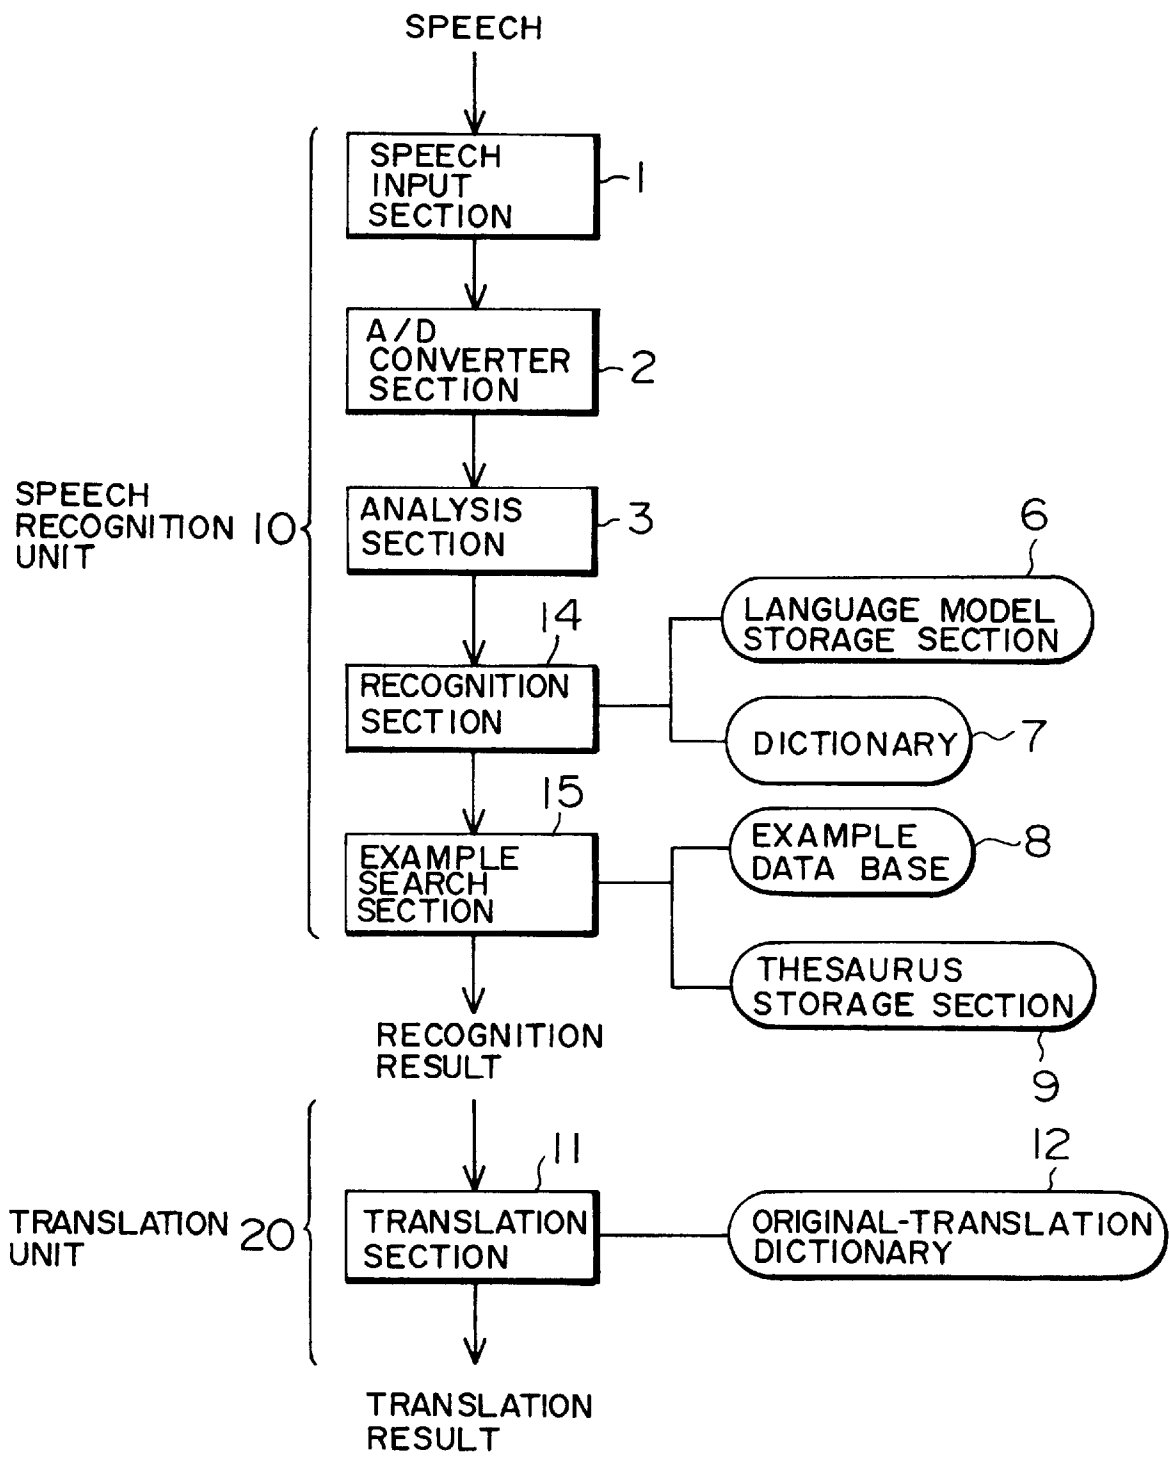 SPEECH
SPEECH
INPUT
SECTION
1
A/D
CONVERTER
SECTION
2
SPEECH
RECOGNITION 10
UNIT
ANALYSIS
SECTION
3
6
LANGUAGE MODEL
STORAGE SECTION
14
RECOGNITION
SECTION
DICTIONARY
7
15
EXAMPLE
SEARCH
SECTION
EXAMPLE
DATA BASE
8
THESAURUS
STORAGE SECTION
9
RECOGNITION
RESULT
TRANSLATION 20
UNIT
11
TRANSLATION
SECTION
12
ORIGINAL-TRANSLATION
DICTIONARY
TRANSLATION
RESULT